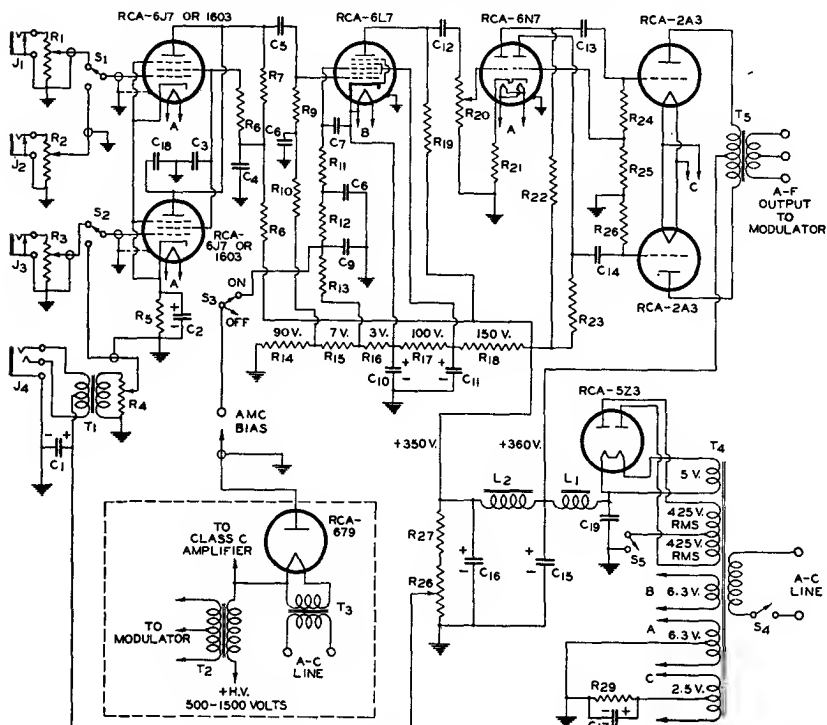 RCA-6J7 OR 1603
RCA-6L7
RCA-6N7
RCA-2A3
J1
R1
S1
C5
C12
C13
R7
R9
R20
R24
T5
A
B
A
J2
R2
R6
C6
C7
R11
R19
R21
R22
R25
C
C18
C3
C4
R10
C6
R12
R26
A-F
OUTPUT
TO
MODULATOR
S2
RCA-
6J7 OR
1603
R6
C9
C14
J3
R3
A
R13
RCA-2A3
R5
C2
S3
ON
OFF
90 V.
7 V.
3 V.
100 V.
150 V.
R23
R14
R15
R16
R17
R18
J4
T1
R4
C10
C11
RCA-5Z3
AMC
BIAS
+350 V.
+360 V.
T4
C1
L2
L1
5 V.
RCA-
679
C19
425 V.
RMS
425 V.
RMS
TO
CLASS C
AMPLIFIER
R27
S5
A-C
LINE
C16
C15
R26
B
6.3 V.
S4
TO
MODULATOR
T3
A
6.3 V.
T2
A-C
LINE
C
2.5 V.
+H.V.
500-1500 VOLTS
R29